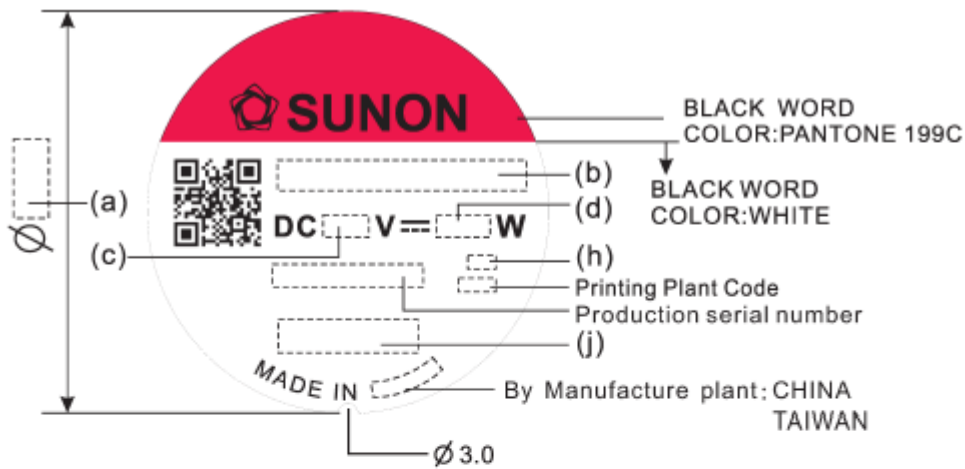 SUNON
BLACK WORD
COLOR:PANTONE 199C
(a)
(b)
BLACK WORD
COLOR:WHITE
DC V W
(d)
(c)
(h)
Printing Plant Code
Production serial number
(j)
MADE IN
By Manufacture plant: CHINA
TAIWAN
Ø
Ø 3.0